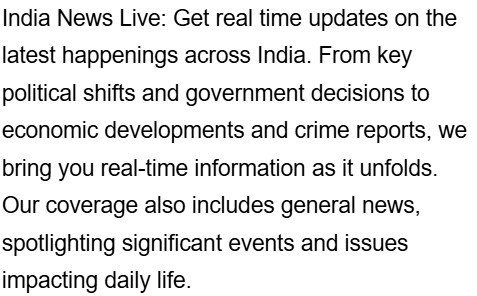 India News Live: Get real time updates on the
latest happenings across India. From key
political shifts and government decisions to
economic developments and crime reports, we
bring you real-time information as it unfolds.
Our coverage also includes general news,
spotlighting significant events and issues
impacting daily life.